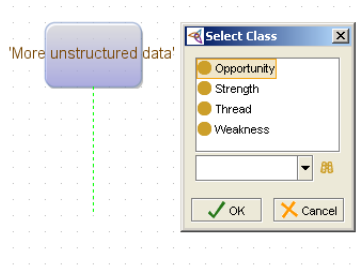 'More unstructured data'
Select Class
Opportunity
Strength
Thread
Weakness
OK
Cancel